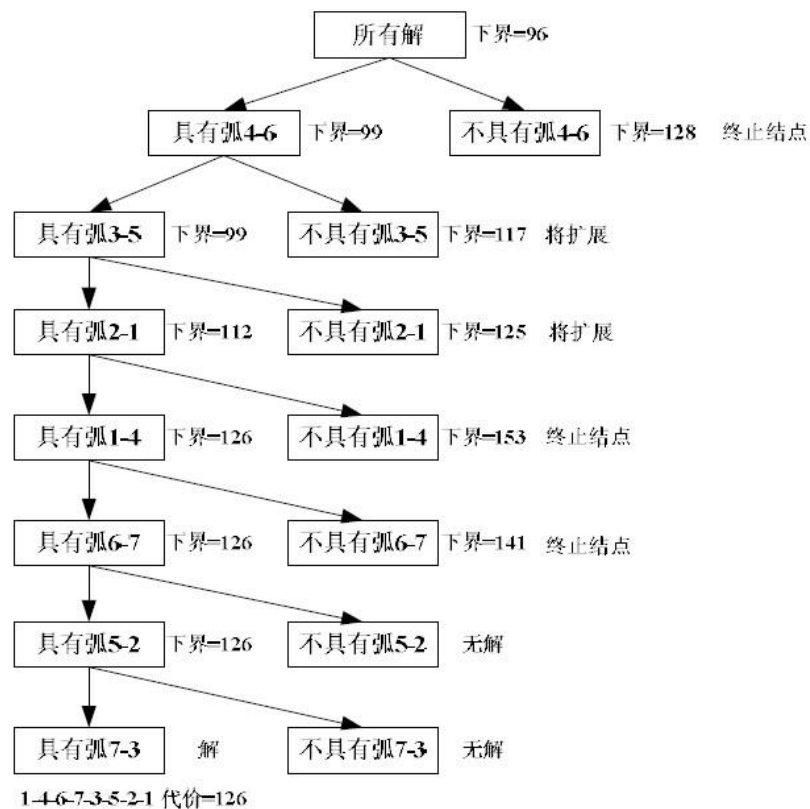 所有解 下界=96
具有弧4-6 下界=99 不具有弧4-6 下界=128 终止结点
具有弧3-5 下界=99 不具有弧3-5 下界=117 将扩展
具有弧2-1 下界=112 不具有弧2-1 下界=125 将扩展
具有弧1-4 下界=126 不具有弧1-4 下界=153 终止结点
具有弧6-7 下界=126 不具有弧6-7 下界=141 终止结点
具有弧5-2 下界=126 不具有弧5-2 无解
具有弧7-3 解 不具有弧7-3 无解
1-4-6-7-3-5-2-1 代价=126